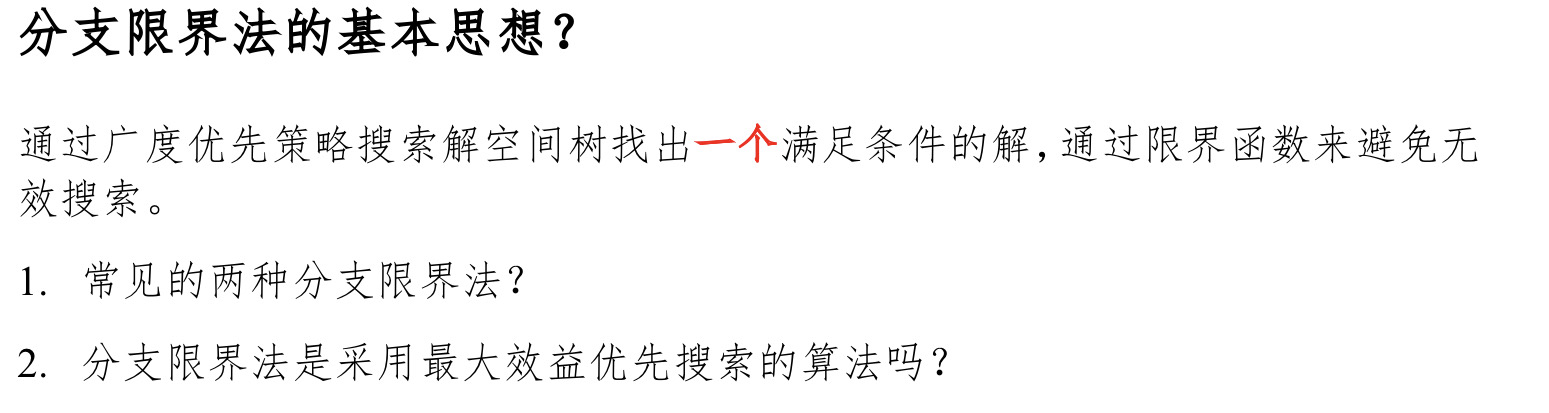 分支限界法的基本思想？
通过广度优先策略搜索解空间树找出一个满足条件的解，通过限界函数来避免无
效搜索。
1. 常见的两种分支限界法？
2. 分支限界法是采用最大效益优先搜索的算法吗？